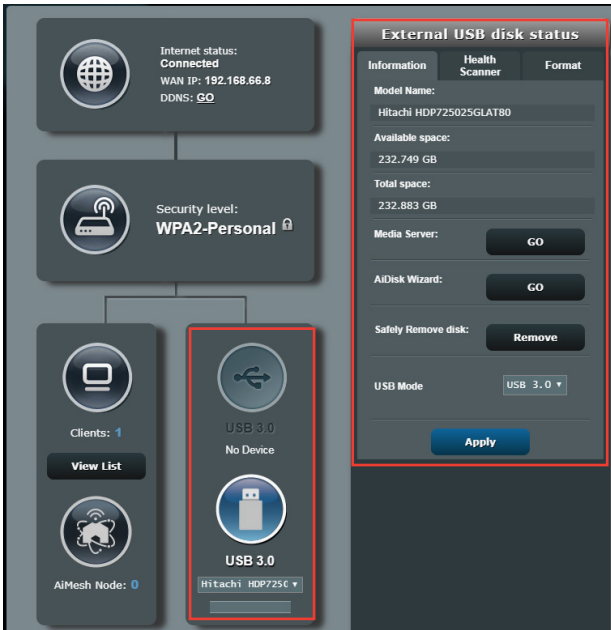 Internet status:
Connected
WAN IP: 192.168.66.8
DDNS: GO
Security level:
WPA2-Personal
Clients: 1
View List
AiMesh Node: 0
USB 3.0
No Device
USB 3.0
Hitachi HDP725C
External USB disk status
Information
Health
Scanner
Format
Model Name:
Hitachi HDP725025GLAT80
Available space:
232.749 GB
Total space:
232.883 GB
Media Server:
GO
AiDisk Wizard:
GO
Safely Remove disk:
Remove
USB Mode
USB 3.0
Apply